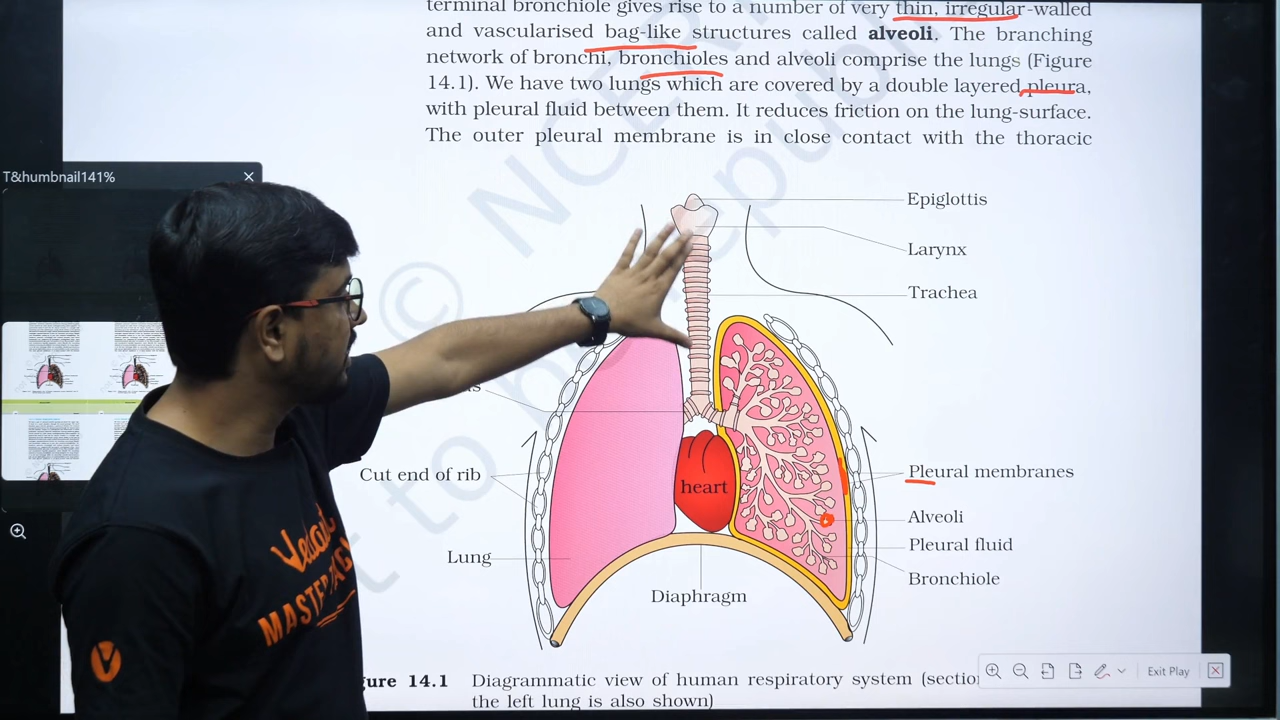 terminal bronchiole gives rise to a number of very thin, irregular-walled
and vascularised bag-like structures called alveoli. The branching
network of bronchi, bronchioles and alveoli comprise the lungs (Figure
14.1). We have two lungs which are covered by a double layered pleura,
with pleural fluid between them. It reduces friction on the lung-surface.
The outer pleural membrane is in close contact with the thoracic
T&humbnail141%
Epiglottis
Larynx
Trachea
Cut end of rib
heart
Pleural membranes
Alveoli
Pleural fluid
Bronchiole
Lung
Diaphragm
Exit Play
ure 14.1 Diagrammatic view of human respiratory system (sectio
the left lung is also shown)
Vedantu
MASTER
V